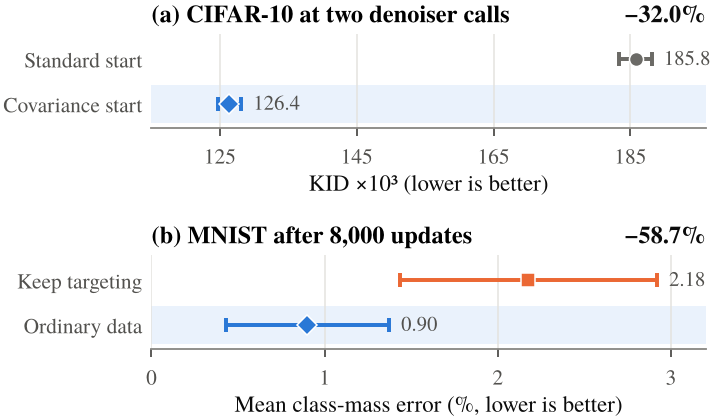 (a) CIFAR-10 at two denoiser calls −32.0%
Standard start 185.8
Covariance start 126.4
125 145 165 185
KID ×10³ (lower is better)
(b) MNIST after 8,000 updates −58.7%
Keep targeting 2.18
Ordinary data 0.90
0 1 2 3
Mean class-mass error (%, lower is better)